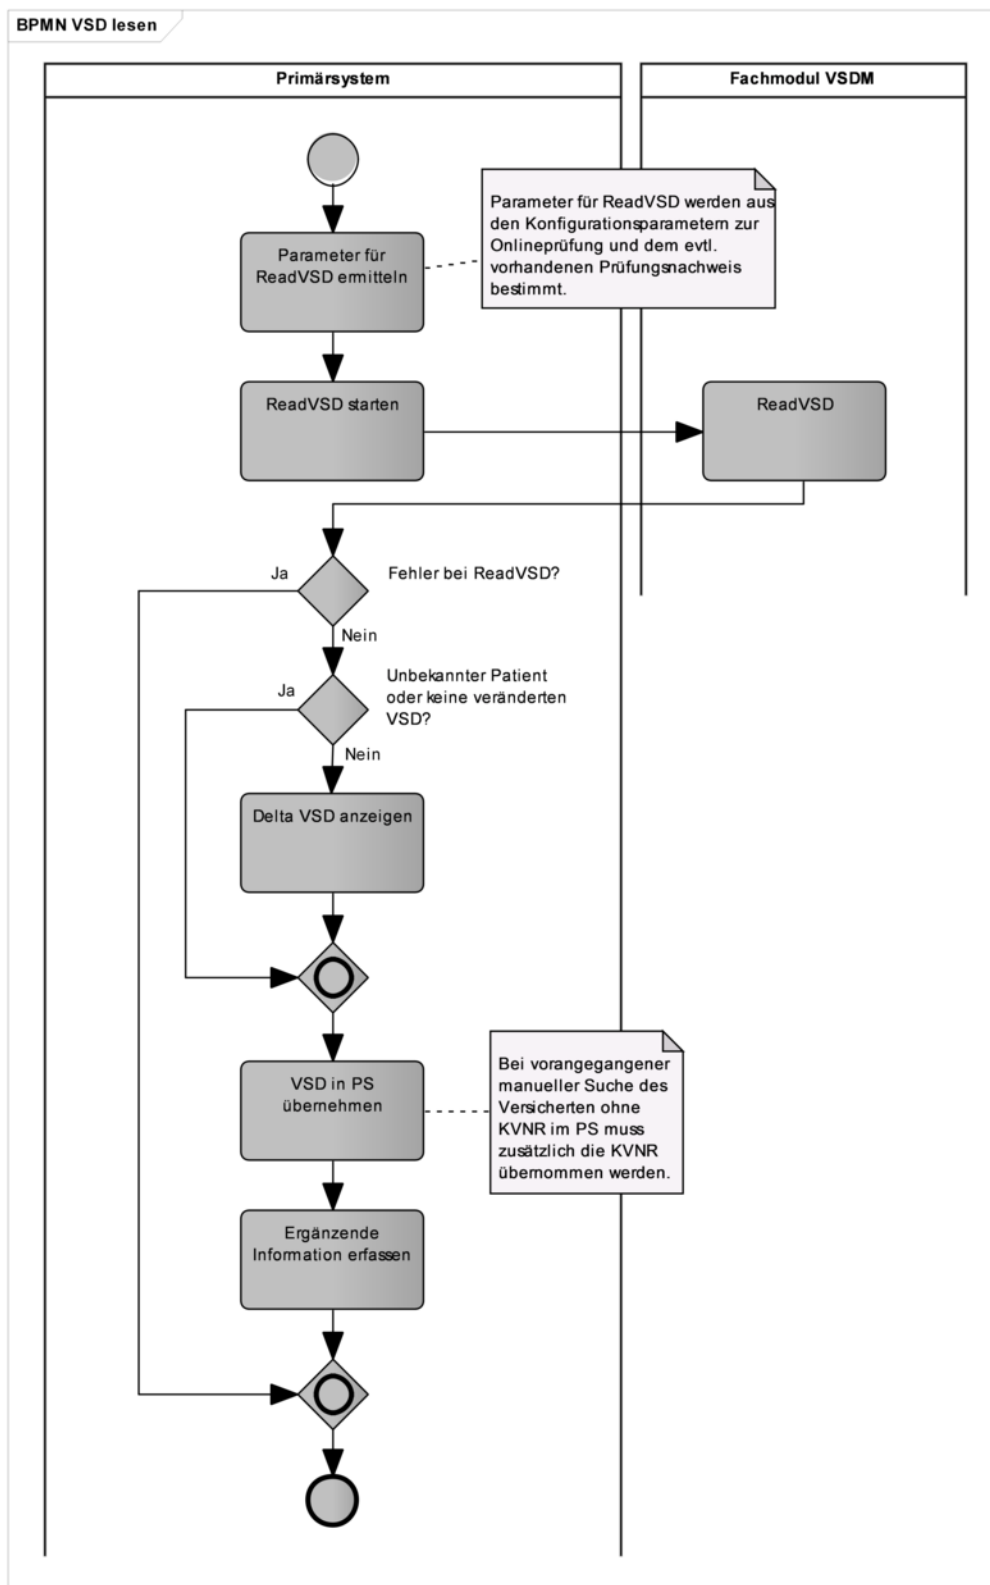 BPMN VSD lesen
Primärsystem
Fachmodul VSDM
Parameter für ReadVSD werden aus
den Konfigurationsparametern zur
Onlineprüfung und dem evtl.
vorhandenen Prüfungsnachweis
bestimmt.
Parameter für
ReadVSD ermitteln
ReadVSD starten
ReadVSD
Ja
Fehler bei ReadVSD?
Nein
Unbekannter Patient
oder keine veränderten
VSD?
Ja
Nein
Delta VSD anzeigen
Bei vorangegangener
manueller Suche des
Versicherten ohne
KVNR im PS muss
zusätzlich die KVNR
übernommen werden.
VSD in PS
übernehmen
Ergänzende
Information erfassen